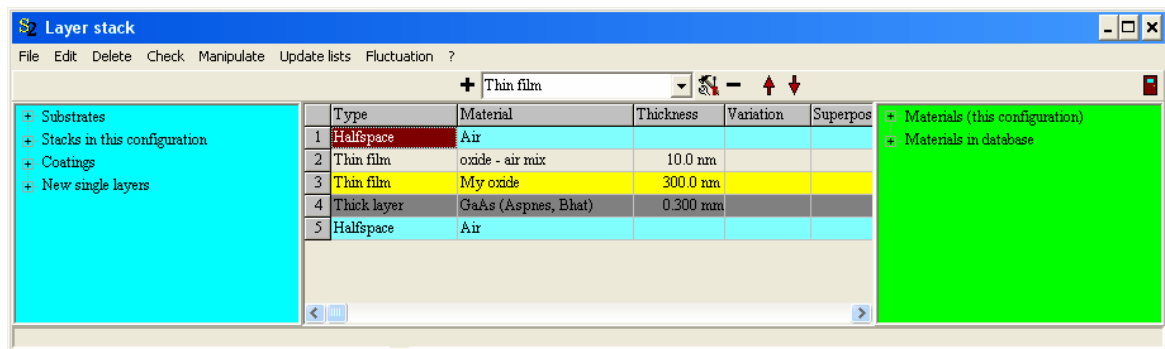 S2 Layer stack
File Edit Delete Check Manipulate Update lists Fluctuation ?
Thin film
Substrates
Stacks in this configuration
Coatings
New single layers
Type Material Thickness Variation Superpos
1 Halfspace Air
2 Thin film oxide - air mix 10.0 nm
3 Thin film My oxide 300.0 nm
4 Thick layer GaAs (Aspnes, Bhat) 0.300 mm
5 Halfspace Air
Materials (this configuration)
Materials in database